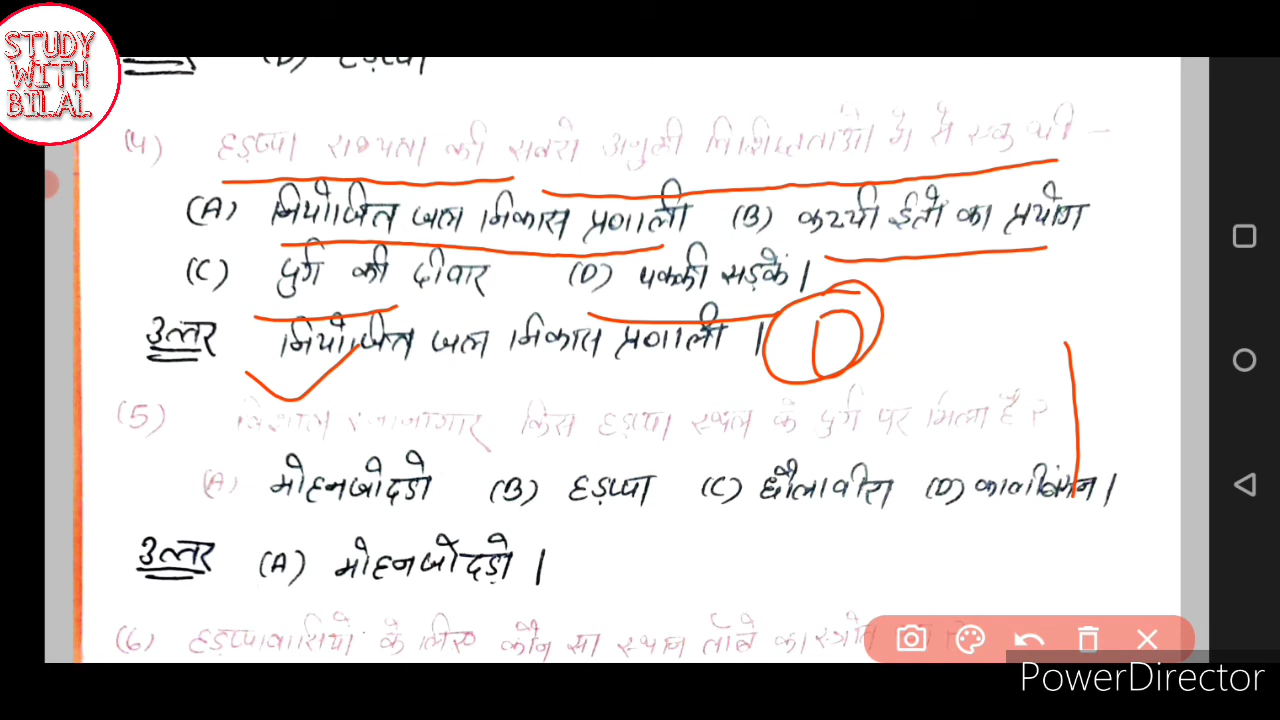 STUDY
WITH
BILAL
(D) हड़प्पा
(4) हड़प्पा सभ्यता की सबसे अनूठी विशिष्टताओं में से एक थी –
(A) नियोजित जल निकास प्रणाली (B) कच्ची ईंतों का प्रयोग
(C) दुर्ग की दीवार (D) पक्की सड़कें।
उत्तर नियोजित जल निकास प्रणाली।
(5) विशाल स्नानागार किस हड़प्पा स्थल के दुर्ग पर मिला है?
(A) मोहनजोदडो (B) हड़प्पा (C) धौलावीरा (D) कालीबंगन।
उत्तर (A) मोहनजोदड़ो।
(6) हड़प्पावासियों के लिए कौन सा स्थान ताँबे का स्त्रोत
PowerDirector